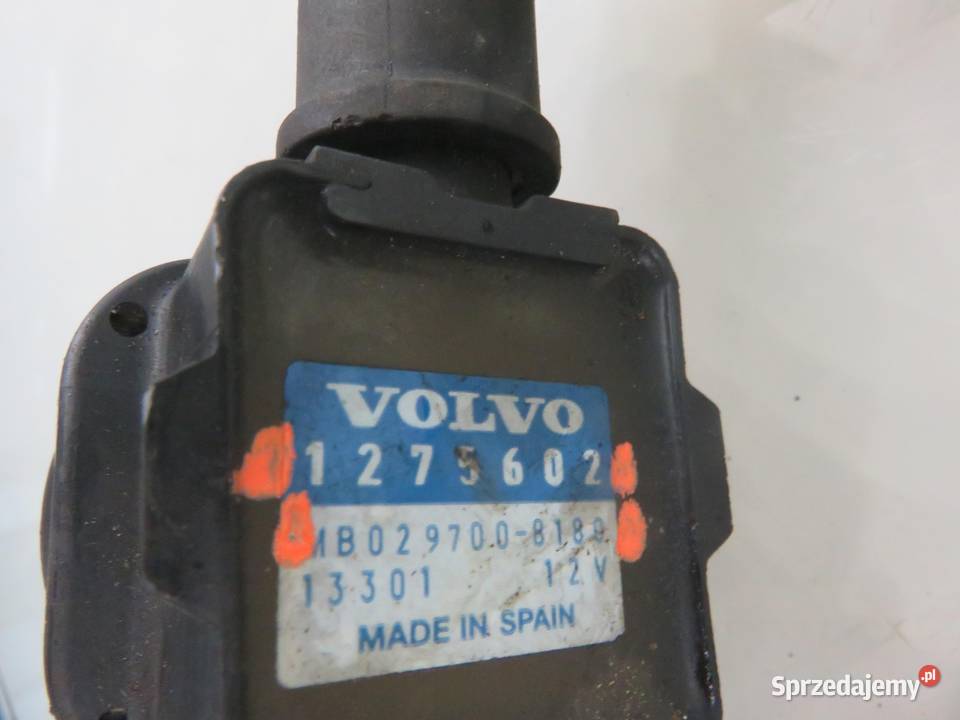 VOLVO
1275602
MB029700-8180
13301 12V
MADE IN SPAIN
Sprzedajemy.pl